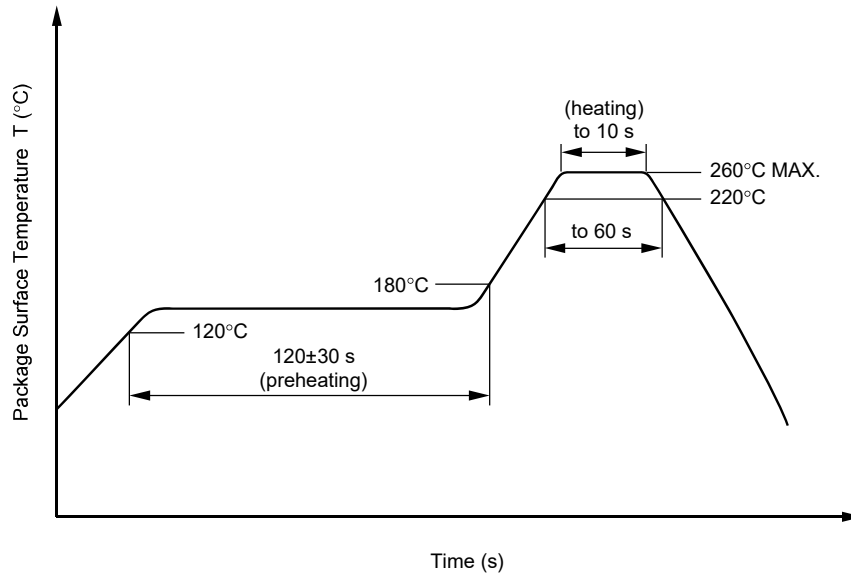 Package Surface Temperature T (°C)
(heating)
to 10 s
260°C MAX.
220°C
to 60 s
180°C
120°C
120±30 s
(preheating)
Time (s)